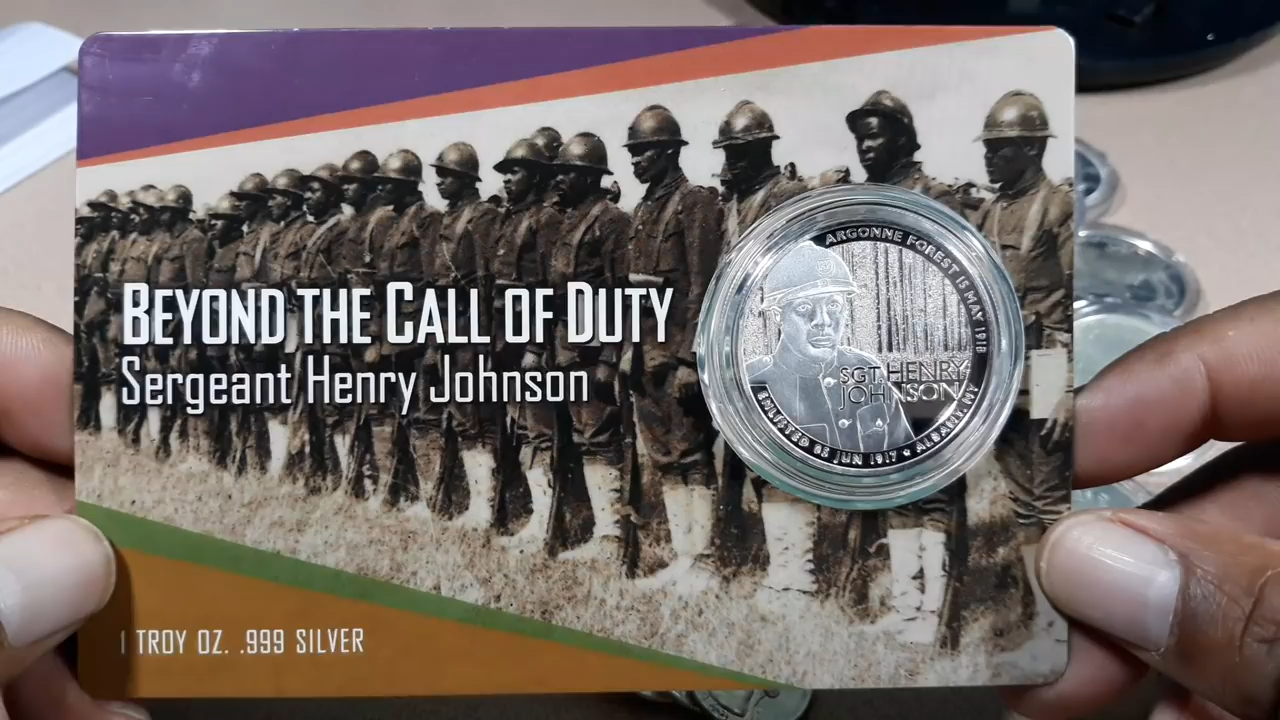 BEYOND THE CALL OF DUTY
Sergeant Henry Johnson
ARGONNE FOREST 15 MAY 1918
SGT. HENRY
JOHNSON
ENLISTED 05 JUN 1917 ★ ALBANY, NY
1 TROY OZ. .999 SILVER